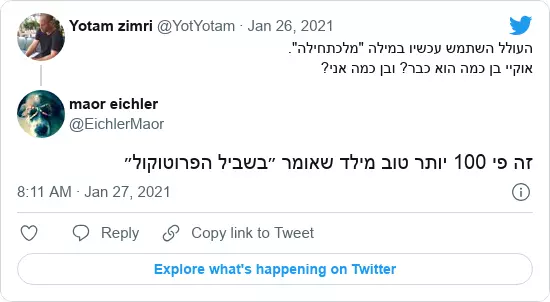 Yotam zimri @YotYotam · Jan 26, 2021
העולל השתמש עכשיו במילה "מלכתחילה".
אוקיי בן כמה הוא כבר? ובן כמה אני?
maor eichler
@EichlerMaor
זה פי 100 יותר טוב מילד שאומר ״בשביל הפרוטוקול״
8:11 AM · Jan 27, 2021
Reply
Copy link to Tweet
Explore what's happening on Twitter